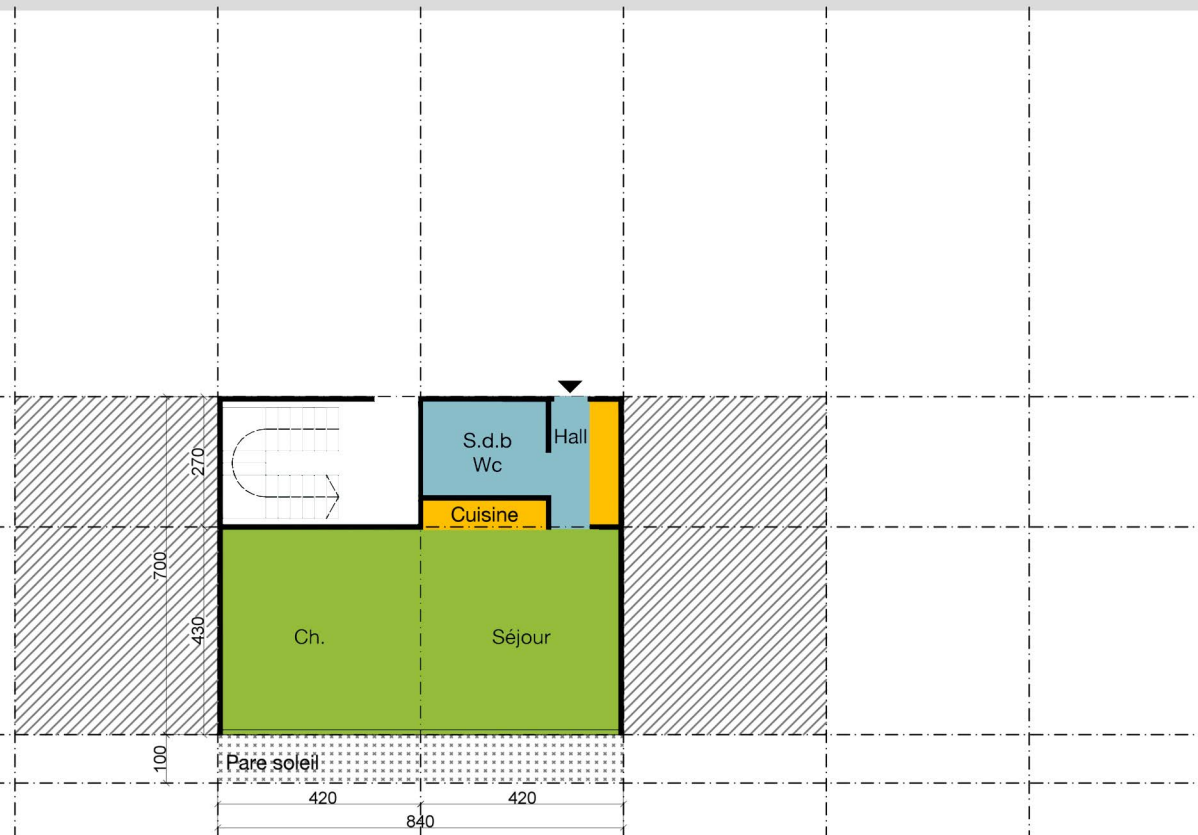 S.d.b
Wc
Hall
270
Cuisine
700
430
Ch.
Séjour
100
Pare soleil
420
420
840